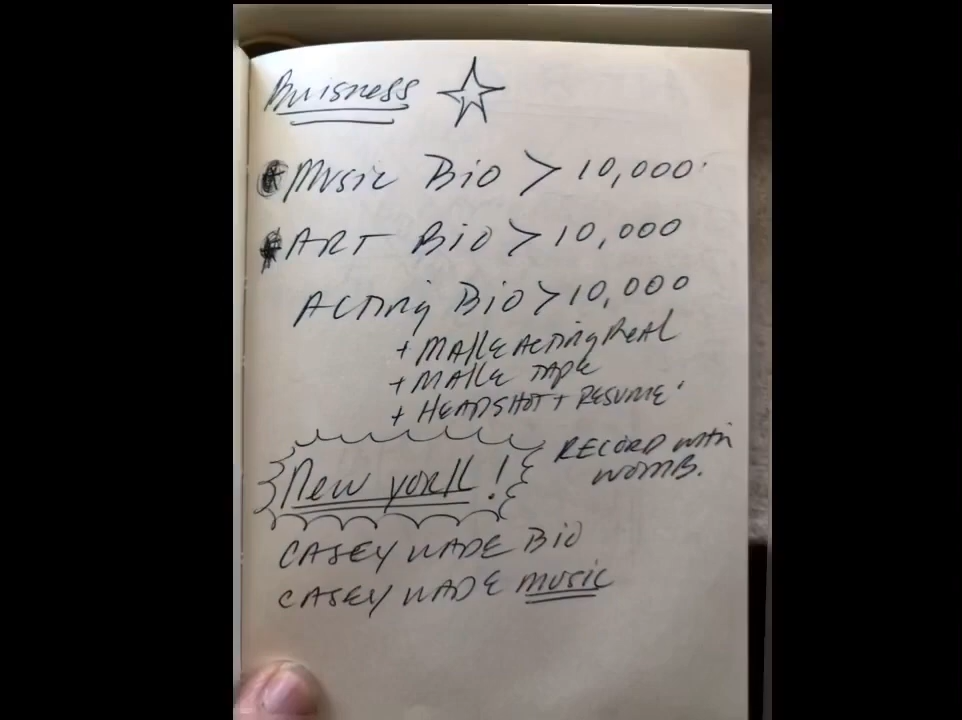 Buisness
Music Bio > 10,000
ART Bio > 10,000
Acting Bio > 10,000
+ MAKE Acting Real
+ MAKE TAPE
+ HEADSHOT + RESUME
RECORD with
WOMB.
New york!
CASEY WADE Bio
CASEY WADE music